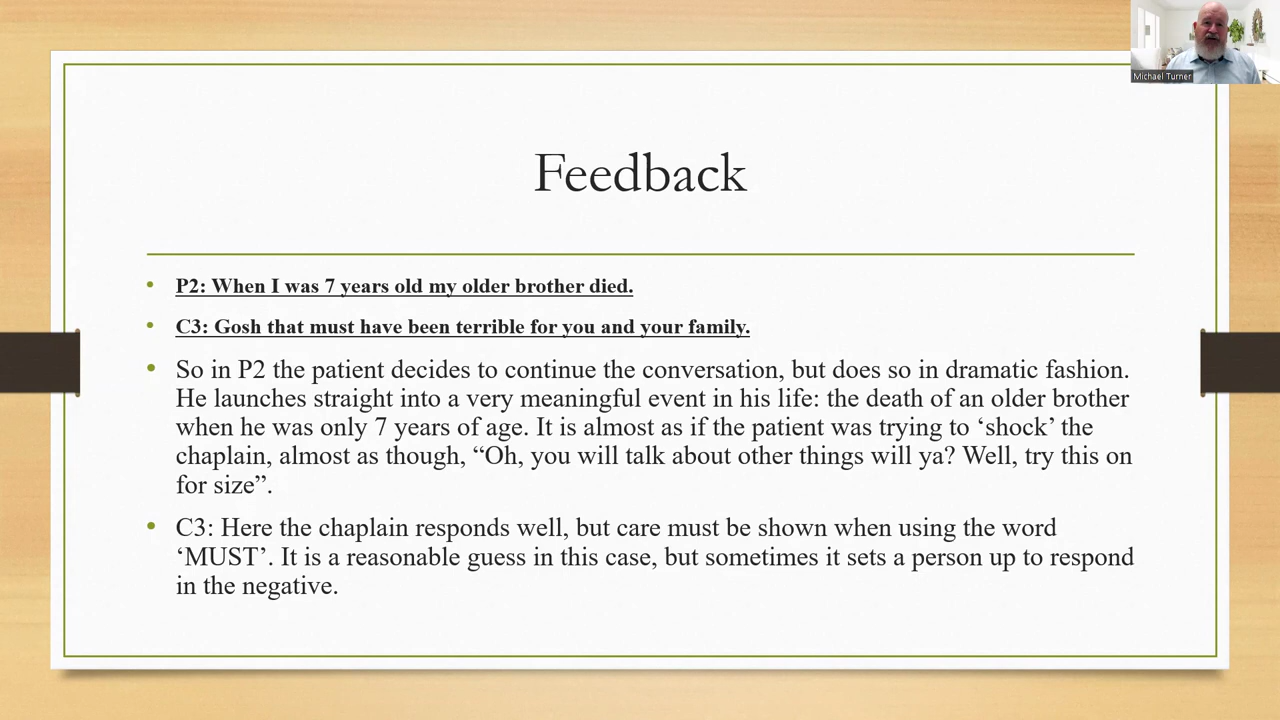 Michael Turner
Feedback
P2: When I was 7 years old my older brother died.
C3: Gosh that must have been terrible for you and your family.
So in P2 the patient decides to continue the conversation, but does so in dramatic fashion.
He launches straight into a very meaningful event in his life: the death of an older brother
when he was only 7 years of age. It is almost as if the patient was trying to ‘shock’ the
chaplain, almost as though, “Oh, you will talk about other things will ya? Well, try this on
for size”.
C3: Here the chaplain responds well, but care must be shown when using the word
‘MUST’. It is a reasonable guess in this case, but sometimes it sets a person up to respond
in the negative.